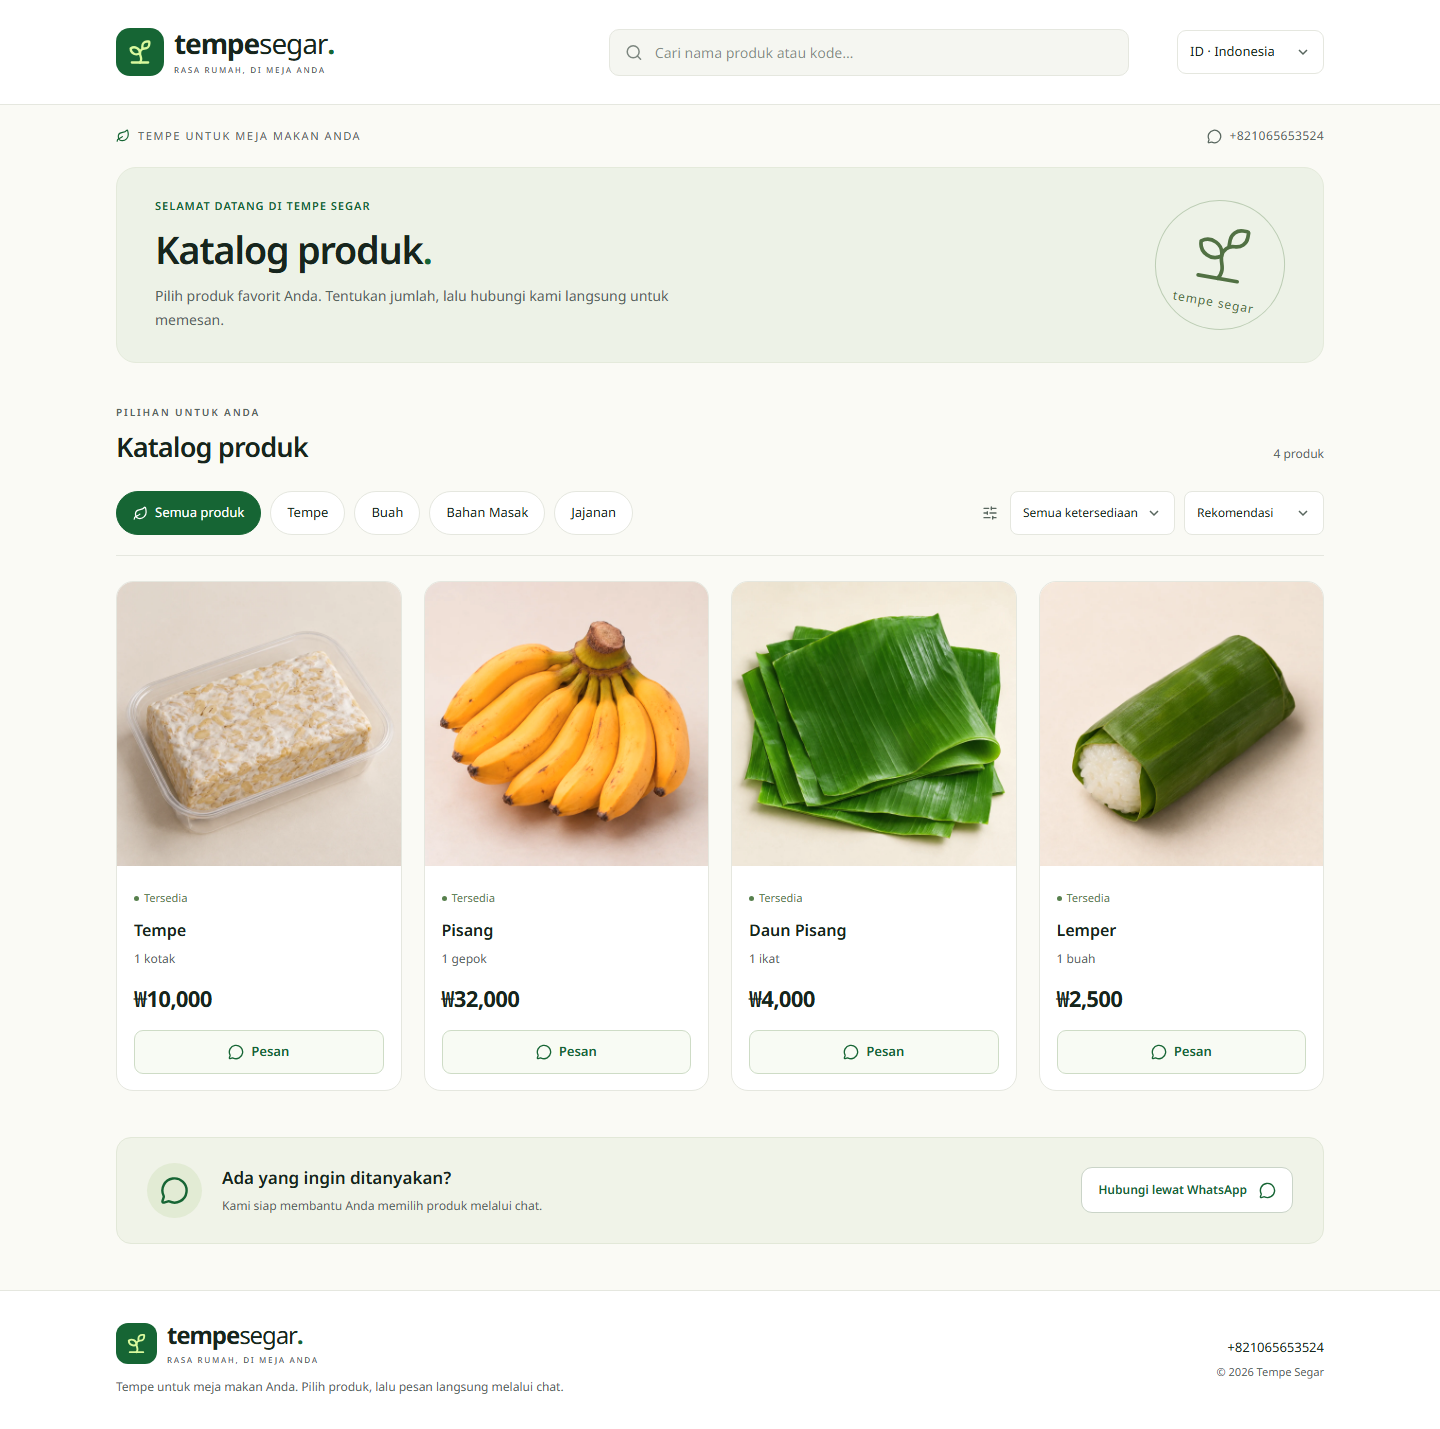 tempesegar.
RASA RUMAH, DI MEJA ANDA
Cari nama produk atau kode...
ID · Indonesia
TEMPE UNTUK MEJA MAKAN ANDA
+821065653524
SELAMAT DATANG DI TEMPE SEGAR
Katalog produk.
Pilih produk favorit Anda. Tentukan jumlah, lalu hubungi kami langsung untuk
memesan.
tempe segar
PILIHAN UNTUK ANDA
Katalog produk
4 produk
Semua produk
Tempe
Buah
Bahan Masak
Jajanan
Semua ketersediaan
Rekomendasi
Tersedia
Tempe
1 kotak
₩10,000
Pesan
Tersedia
Pisang
1 gepok
₩32,000
Pesan
Tersedia
Daun Pisang
1 ikat
₩4,000
Pesan
Tersedia
Lemper
1 buah
₩2,500
Pesan
Ada yang ingin ditanyakan?
Kami siap membantu Anda memilih produk melalui chat.
Hubungi lewat WhatsApp
tempesegar.
RASA RUMAH, DI MEJA ANDA
Tempe untuk meja makan Anda. Pilih produk, lalu pesan langsung melalui chat.
+821065653524
© 2026 Tempe Segar